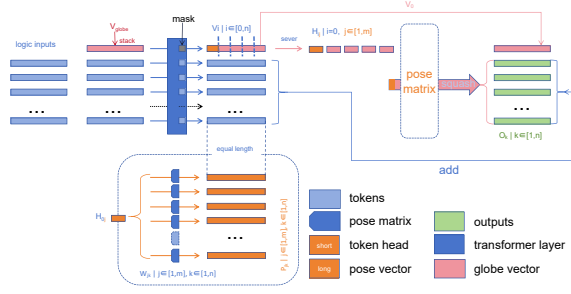 mask
V₀
V_globe
Vi | i∈[0,n]
sever
H_ij | i=0, j∈[1,m]
logic inputs
stack
pose
matrix
...
...
...
...
O_k | k∈[1,n]
equal length
add
H_0j
...
W_jk | j∈[1,m], k∈[1,n]
P_jk | j∈[1,m], k∈[1,n]
tokens
pose matrix
outputs
short
token head
transformer layer
long
pose vector
globe vector